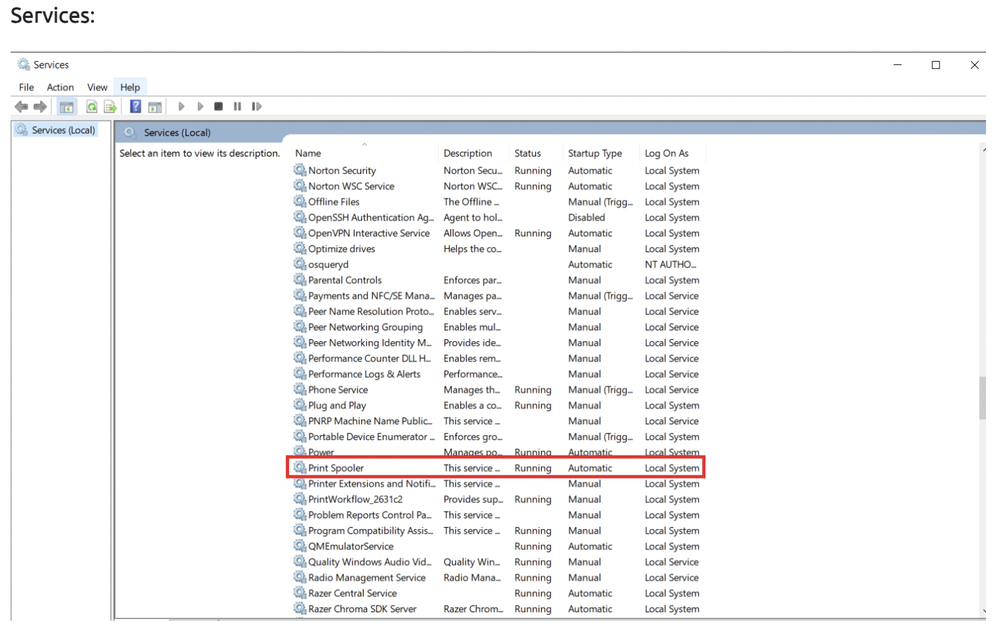 Services:
Services
File Action View Help
Services (Local)
Services (Local)
Select an item to view its description.
Name Description Status Startup Type Log On As
Norton Security Norton Secu... Running Automatic Local System
Norton WSC Service Norton WSC... Running Automatic Local System
Offline Files The Offline ... Manual (Trigg... Local System
OpenSSH Authentication Ag... Agent to hol... Disabled Local System
OpenVPN Interactive Service Allows Open... Running Automatic Local System
Optimize drives Helps the co... Manual Local System
osqueryd Automatic NT AUTHO...
Parental Controls Enforces par... Manual Local System
Payments and NFC/SE Mana... Manages pa... Manual (Trigg... Local Service
Peer Name Resolution Proto... Enables serv... Manual Local Service
Peer Networking Grouping Enables mul... Manual Local Service
Peer Networking Identity M... Provides ide... Manual Local Service
Performance Counter DLL H... Enables rem... Manual Local Service
Performance Logs & Alerts Performance... Manual Local Service
Phone Service Manages th... Running Manual (Trigg... Local Service
Plug and Play Enables a co... Running Manual Local System
PNRP Machine Name Public... This service ... Manual Local Service
Portable Device Enumerator ... Enforces gro... Manual (Trigg... Local System
Power Manages po... Running Automatic Local System
Print Spooler This service ... Running Automatic Local System
Printer Extensions and Notifi... This service ... Manual Local System
PrintWorkflow_2631c2 Provides sup... Running Manual Local System
Problem Reports Control Pa... This service ... Manual Local System
Program Compatibility Assis... This service ... Running Manual Local System
QMEmulatorService Running Automatic Local System
Quality Windows Audio Vid... Quality Win... Running Manual Local Service
Radio Management Service Radio Mana... Running Manual Local Service
Razer Central Service Running Automatic Local System
Razer Chroma SDK Server Razer Chrom... Running Automatic Local System